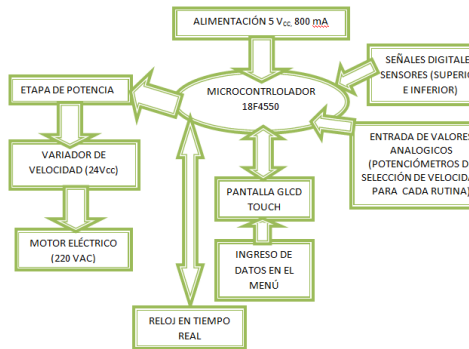 ALIMENTACIÓN 5 Vcc, 800 mA
SEÑALES DIGITALE
SENSORES (SUPERIO
E INFERIOR)
ETAPA DE POTENCIA
MICROCONTRLOLADOR
18F4550
ENTRADA DE VALORES
ANALOGICOS
(POTENCIÓMETROS D
SELECCIÓN DE VELOCIDA
PARA CADA RUTINA)
VARIADOR DE
VELOCIDAD (24Vcc)
PANTALLA GLCD
TOUCH
MOTOR ELÉCTRICO
(220 VAC)
INGRESO DE
DATOS EN EL
MENÚ
RELOJ EN TIEMPO
REAL